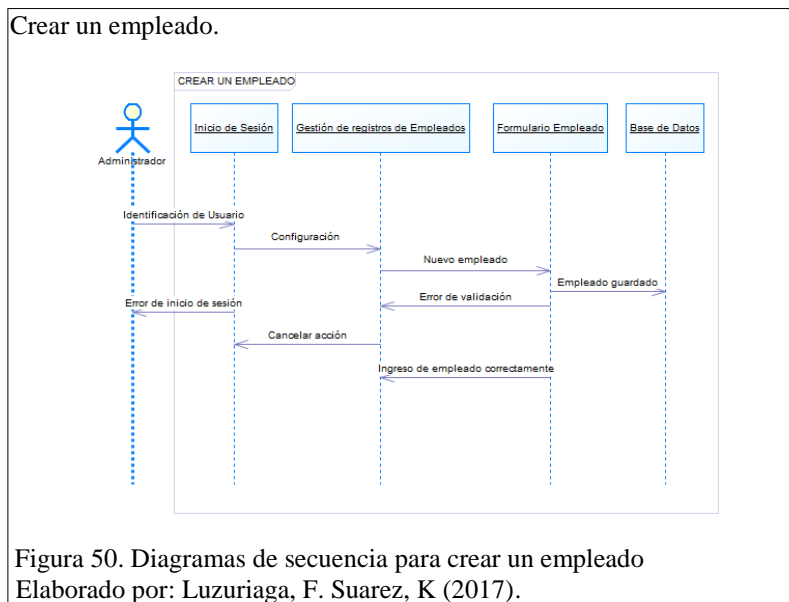 Crear un empleado.
CREAR UN EMPLEADO
Inicio de Sesión
Gestión de registros de Empleados
Formulario Empleado
Base de Datos
Administrador
Identificación de Usuario
Configuración
Nuevo empleado
Empleado guardado
Error de inicio de sesión
Error de validación
Cancelar acción
Ingreso de empleado correctamente
Figura 50. Diagramas de secuencia para crear un empleado
Elaborado por: Luzuriaga, F. Suarez, K (2017).